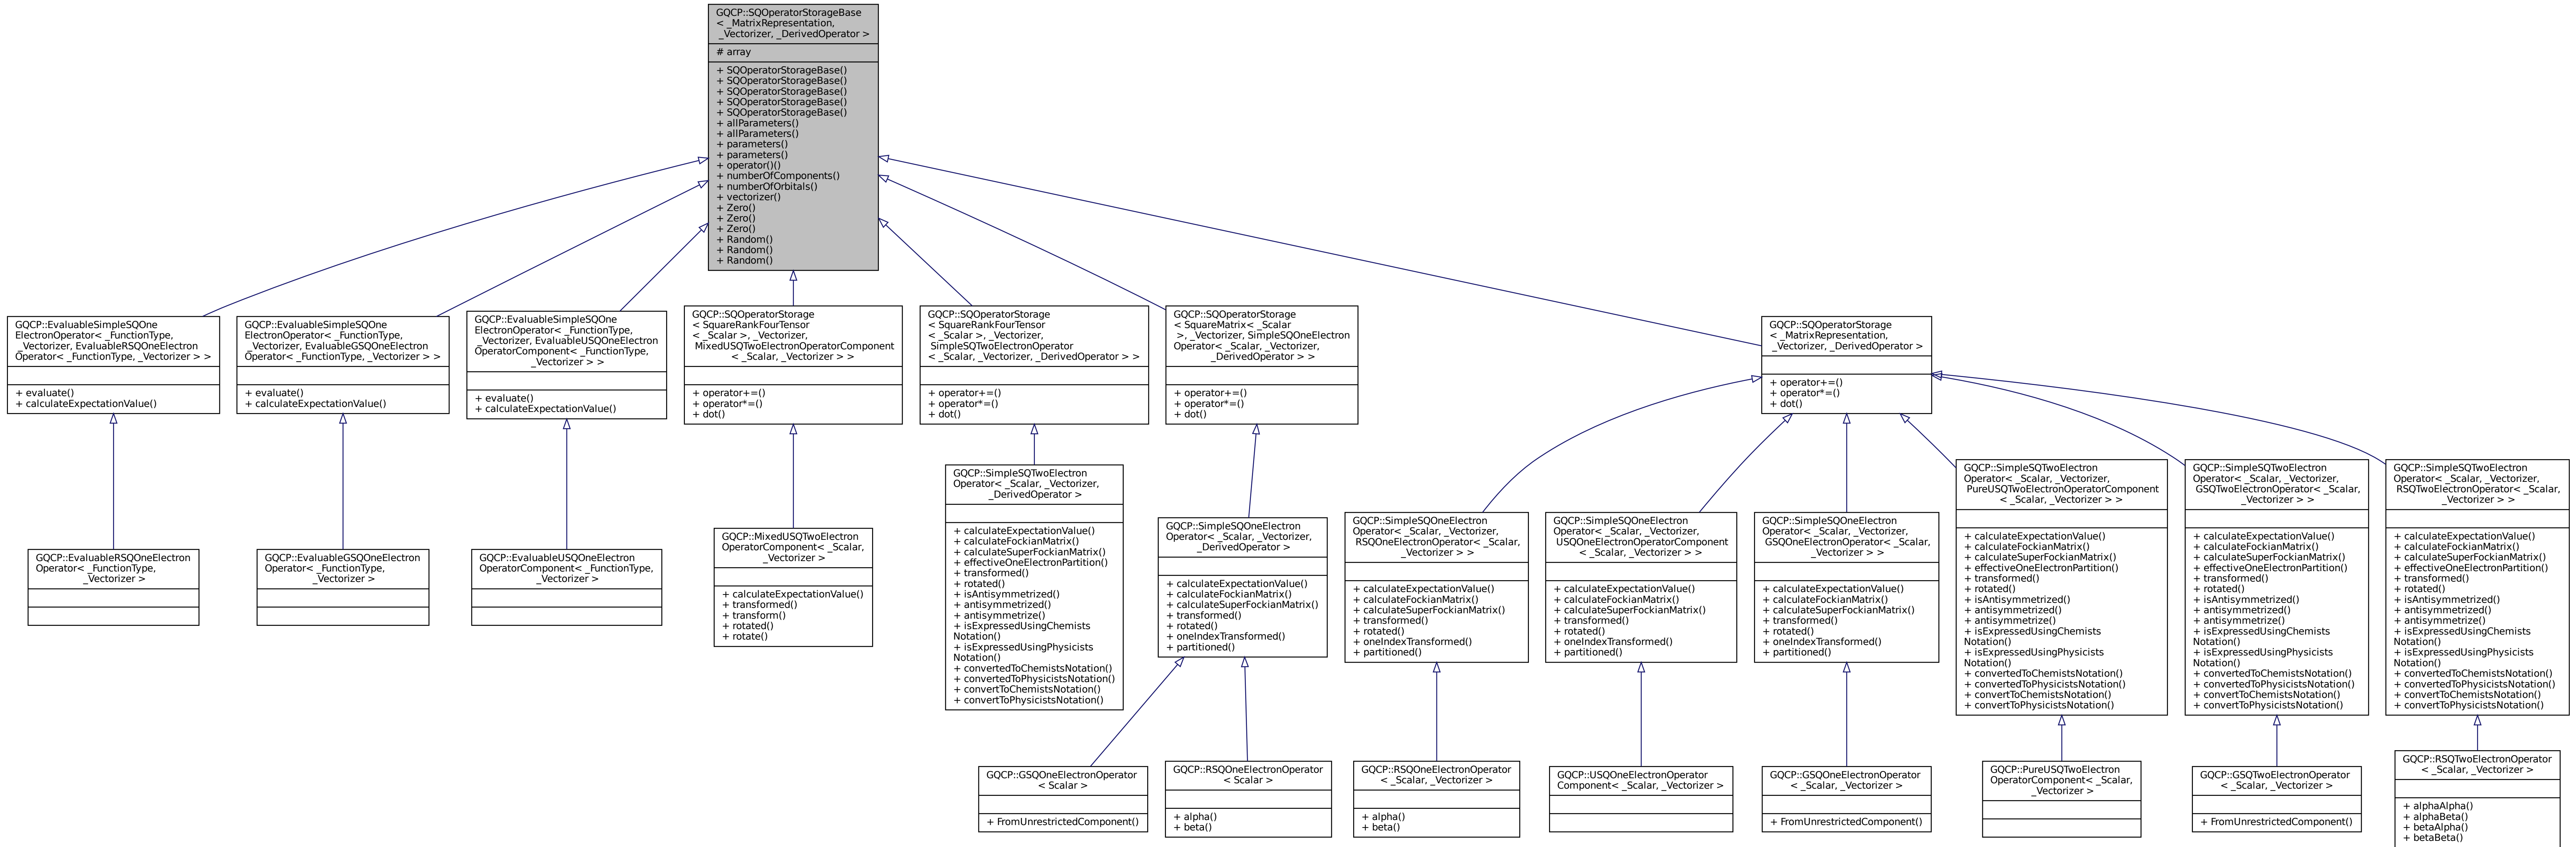 GQCP::SQOperatorStorageBase
< _MatrixRepresentation,
_Vectorizer, _DerivedOperator >
# array
+ SQOperatorStorageBase()
+ SQOperatorStorageBase()
+ SQOperatorStorageBase()
+ SQOperatorStorageBase()
+ SQOperatorStorageBase()
+ allParameters()
+ allParameters()
+ parameters()
+ parameters()
+ operator()()
+ numberOfComponents()
+ numberOfOrbitals()
+ vectorizer()
+ Zero()
+ Zero()
+ Zero()
+ Random()
+ Random()
+ Random()
GQCP::EvaluableSimpleSQOne
ElectronOperator< _FunctionType,
_Vectorizer, EvaluableRSQOneElectron
Operator< _FunctionType, _Vectorizer > >
+ evaluate()
+ calculateExpectationValue()
GQCP::EvaluableSimpleSQOne
ElectronOperator< _FunctionType,
_Vectorizer, EvaluableGSQOneElectron
Operator< _FunctionType, _Vectorizer > >
+ evaluate()
+ calculateExpectationValue()
GQCP::EvaluableSimpleSQOne
ElectronOperator< _FunctionType,
_Vectorizer, EvaluableUSQOneElectron
OperatorComponent< _FunctionType,
_Vectorizer > >
+ evaluate()
+ calculateExpectationValue()
GQCP::SQOperatorStorage
< SquareRankFourTensor
< _Scalar >, _Vectorizer,
MixedUSQTwoElectronOperatorComponent
< _Scalar, _Vectorizer > >
+ operator+=()
+ operator*=()
+ dot()
GQCP::SQOperatorStorage
< SquareRankFourTensor
< _Scalar >, _Vectorizer,
SimpleSQTwoElectronOperator
< _Scalar, _Vectorizer, _DerivedOperator > >
+ operator+=()
+ operator*=()
+ dot()
GQCP::SQOperatorStorage
< SquareMatrix< _Scalar
>, _Vectorizer, SimpleSQOneElectron
Operator< _Scalar, _Vectorizer,
_DerivedOperator > >
+ operator+=()
+ operator*=()
+ dot()
GQCP::SQOperatorStorage
< _MatrixRepresentation,
_Vectorizer, _DerivedOperator >
+ operator+=()
+ operator*=()
+ dot()
GQCP::EvaluableRSQOneElectron
Operator< _FunctionType,
_Vectorizer >
GQCP::EvaluableGSQOneElectron
Operator< _FunctionType,
_Vectorizer >
GQCP::EvaluableUSQOneElectron
OperatorComponent< _FunctionType,
_Vectorizer >
GQCP::MixedUSQTwoElectron
OperatorComponent< _Scalar,
_Vectorizer >
+ calculateExpectationValue()
+ transformed()
+ transform()
+ rotated()
+ rotate()
GQCP::SimpleSQTwoElectron
Operator< _Scalar, _Vectorizer,
_DerivedOperator >
+ calculateExpectationValue()
+ calculateFockianMatrix()
+ calculateSuperFockianMatrix()
+ effectiveOneElectronPartition()
+ transformed()
+ rotated()
+ isAntisymmetrized()
+ antisymmetrized()
+ antisymmetrize()
+ isExpressedUsingChemists
Notation()
+ isExpressedUsingPhysicists
Notation()
+ convertedToChemistsNotation()
+ convertedToPhysicistsNotation()
+ convertToChemistsNotation()
+ convertToPhysicistsNotation()
GQCP::SimpleSQOneElectron
Operator< _Scalar, _Vectorizer,
_DerivedOperator >
+ calculateExpectationValue()
+ calculateFockianMatrix()
+ calculateSuperFockianMatrix()
+ transformed()
+ rotated()
+ oneIndexTransformed()
+ partitioned()
GQCP::SimpleSQOneElectron
Operator< _Scalar, _Vectorizer,
RSQOneElectronOperator< _Scalar,
_Vectorizer > >
+ calculateExpectationValue()
+ calculateFockianMatrix()
+ calculateSuperFockianMatrix()
+ transformed()
+ rotated()
+ oneIndexTransformed()
+ partitioned()
GQCP::SimpleSQOneElectron
Operator< _Scalar, _Vectorizer,
USQOneElectronOperatorComponent
< _Scalar, _Vectorizer > >
+ calculateExpectationValue()
+ calculateFockianMatrix()
+ calculateSuperFockianMatrix()
+ transformed()
+ rotated()
+ oneIndexTransformed()
+ partitioned()
GQCP::SimpleSQOneElectron
Operator< _Scalar, _Vectorizer,
GSQOneElectronOperator< _Scalar,
_Vectorizer > >
+ calculateExpectationValue()
+ calculateFockianMatrix()
+ calculateSuperFockianMatrix()
+ transformed()
+ rotated()
+ oneIndexTransformed()
+ partitioned()
GQCP::SimpleSQTwoElectron
Operator< _Scalar, _Vectorizer,
PureUSQTwoElectronOperatorComponent
< _Scalar, _Vectorizer > >
+ calculateExpectationValue()
+ calculateFockianMatrix()
+ calculateSuperFockianMatrix()
+ effectiveOneElectronPartition()
+ transformed()
+ rotated()
+ isAntisymmetrized()
+ antisymmetrized()
+ antisymmetrize()
+ isExpressedUsingChemists
Notation()
+ isExpressedUsingPhysicists
Notation()
+ convertedToChemistsNotation()
+ convertedToPhysicistsNotation()
+ convertToChemistsNotation()
+ convertToPhysicistsNotation()
GQCP::SimpleSQTwoElectron
Operator< _Scalar, _Vectorizer,
GSQTwoElectronOperator< _Scalar,
_Vectorizer > >
+ calculateExpectationValue()
+ calculateFockianMatrix()
+ calculateSuperFockianMatrix()
+ effectiveOneElectronPartition()
+ transformed()
+ rotated()
+ isAntisymmetrized()
+ antisymmetrized()
+ antisymmetrize()
+ isExpressedUsingChemists
Notation()
+ isExpressedUsingPhysicists
Notation()
+ convertedToChemistsNotation()
+ convertedToPhysicistsNotation()
+ convertToChemistsNotation()
+ convertToPhysicistsNotation()
GQCP::SimpleSQTwoElectron
Operator< _Scalar, _Vectorizer,
RSQTwoElectronOperator< _Scalar,
_Vectorizer > >
+ calculateExpectationValue()
+ calculateFockianMatrix()
+ calculateSuperFockianMatrix()
+ effectiveOneElectronPartition()
+ transformed()
+ rotated()
+ isAntisymmetrized()
+ antisymmetrized()
+ antisymmetrize()
+ isExpressedUsingChemists
Notation()
+ isExpressedUsingPhysicists
Notation()
+ convertedToChemistsNotation()
+ convertedToPhysicistsNotation()
+ convertToChemistsNotation()
+ convertToPhysicistsNotation()
GQCP::GSQOneElectronOperator
< Scalar >
+ FromUnrestrictedComponent()
GQCP::RSQOneElectronOperator
< Scalar >
+ alpha()
+ beta()
GQCP::RSQOneElectronOperator
< _Scalar, _Vectorizer >
+ alpha()
+ beta()
GQCP::USQOneElectronOperator
Component< _Scalar, _Vectorizer >
GQCP::GSQOneElectronOperator
< _Scalar, _Vectorizer >
+ FromUnrestrictedComponent()
GQCP::PureUSQTwoElectron
OperatorComponent< _Scalar,
_Vectorizer >
GQCP::GSQTwoElectronOperator
< _Scalar, _Vectorizer >
+ FromUnrestrictedComponent()
GQCP::RSQTwoElectronOperator
< _Scalar, _Vectorizer >
+ alphaAlpha()
+ alphaBeta()
+ betaAlpha()
+ betaBeta()